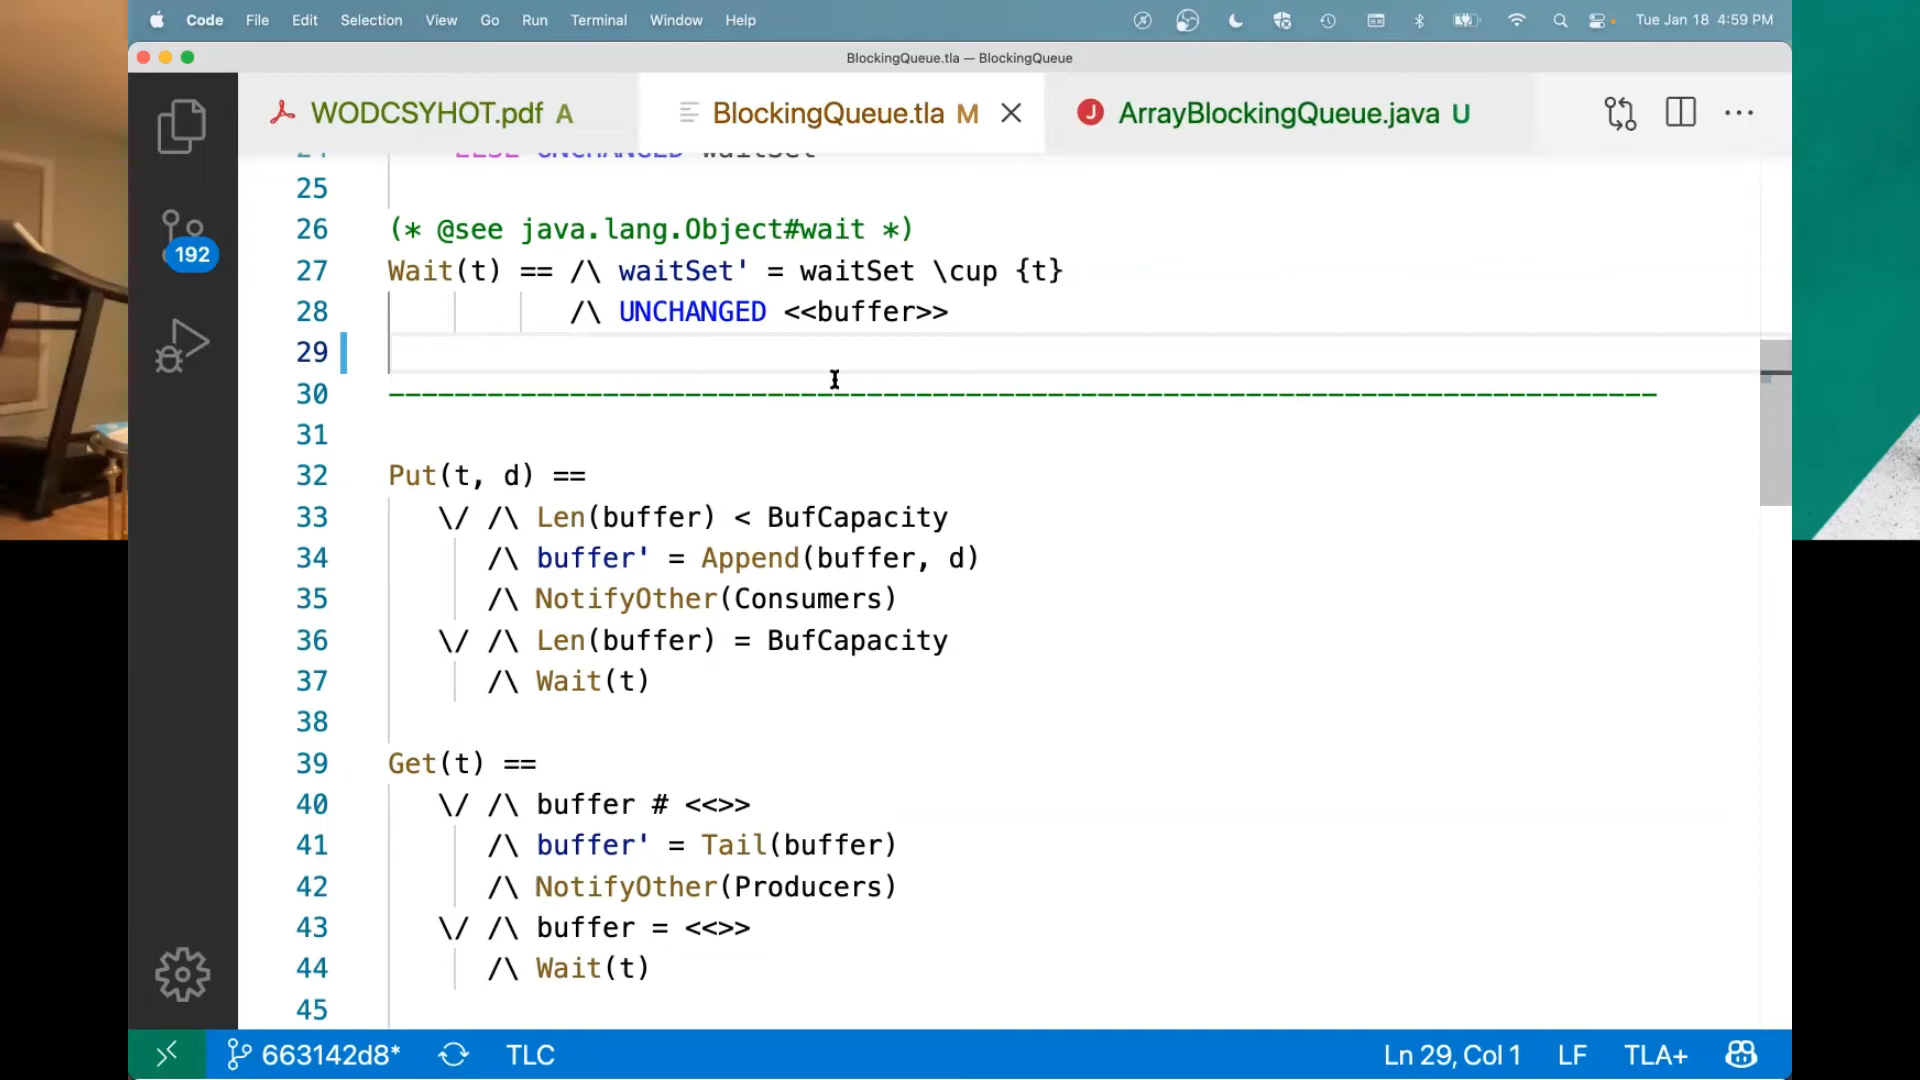 Code File Edit Selection View Go Run Terminal Window Help Tue Jan 18 4:59 PM
BlockingQueue.tla — BlockingQueue
WODCSYHOT.pdf A BlockingQueue.tla M ArrayBlockingQueue.java U
24 ELSE UNCHANGED waitSet
25
26 (* @see java.lang.Object#wait *)
27 Wait(t) == /\ waitSet' = waitSet \cup {t}
28 /\ UNCHANGED <<buffer>>
29
30 -----------------------------------------------------------------------------
31
32 Put(t, d) ==
33 \/ /\ Len(buffer) < BufCapacity
34 /\ buffer' = Append(buffer, d)
35 /\ NotifyOther(Consumers)
36 \/ /\ Len(buffer) = BufCapacity
37 /\ Wait(t)
38
39 Get(t) ==
40 \/ /\ buffer # <<>>
41 /\ buffer' = Tail(buffer)
42 /\ NotifyOther(Producers)
43 \/ /\ buffer = <<>>
44 /\ Wait(t)
45
192
663142d8* TLC Ln 29, Col 1 LF TLA+